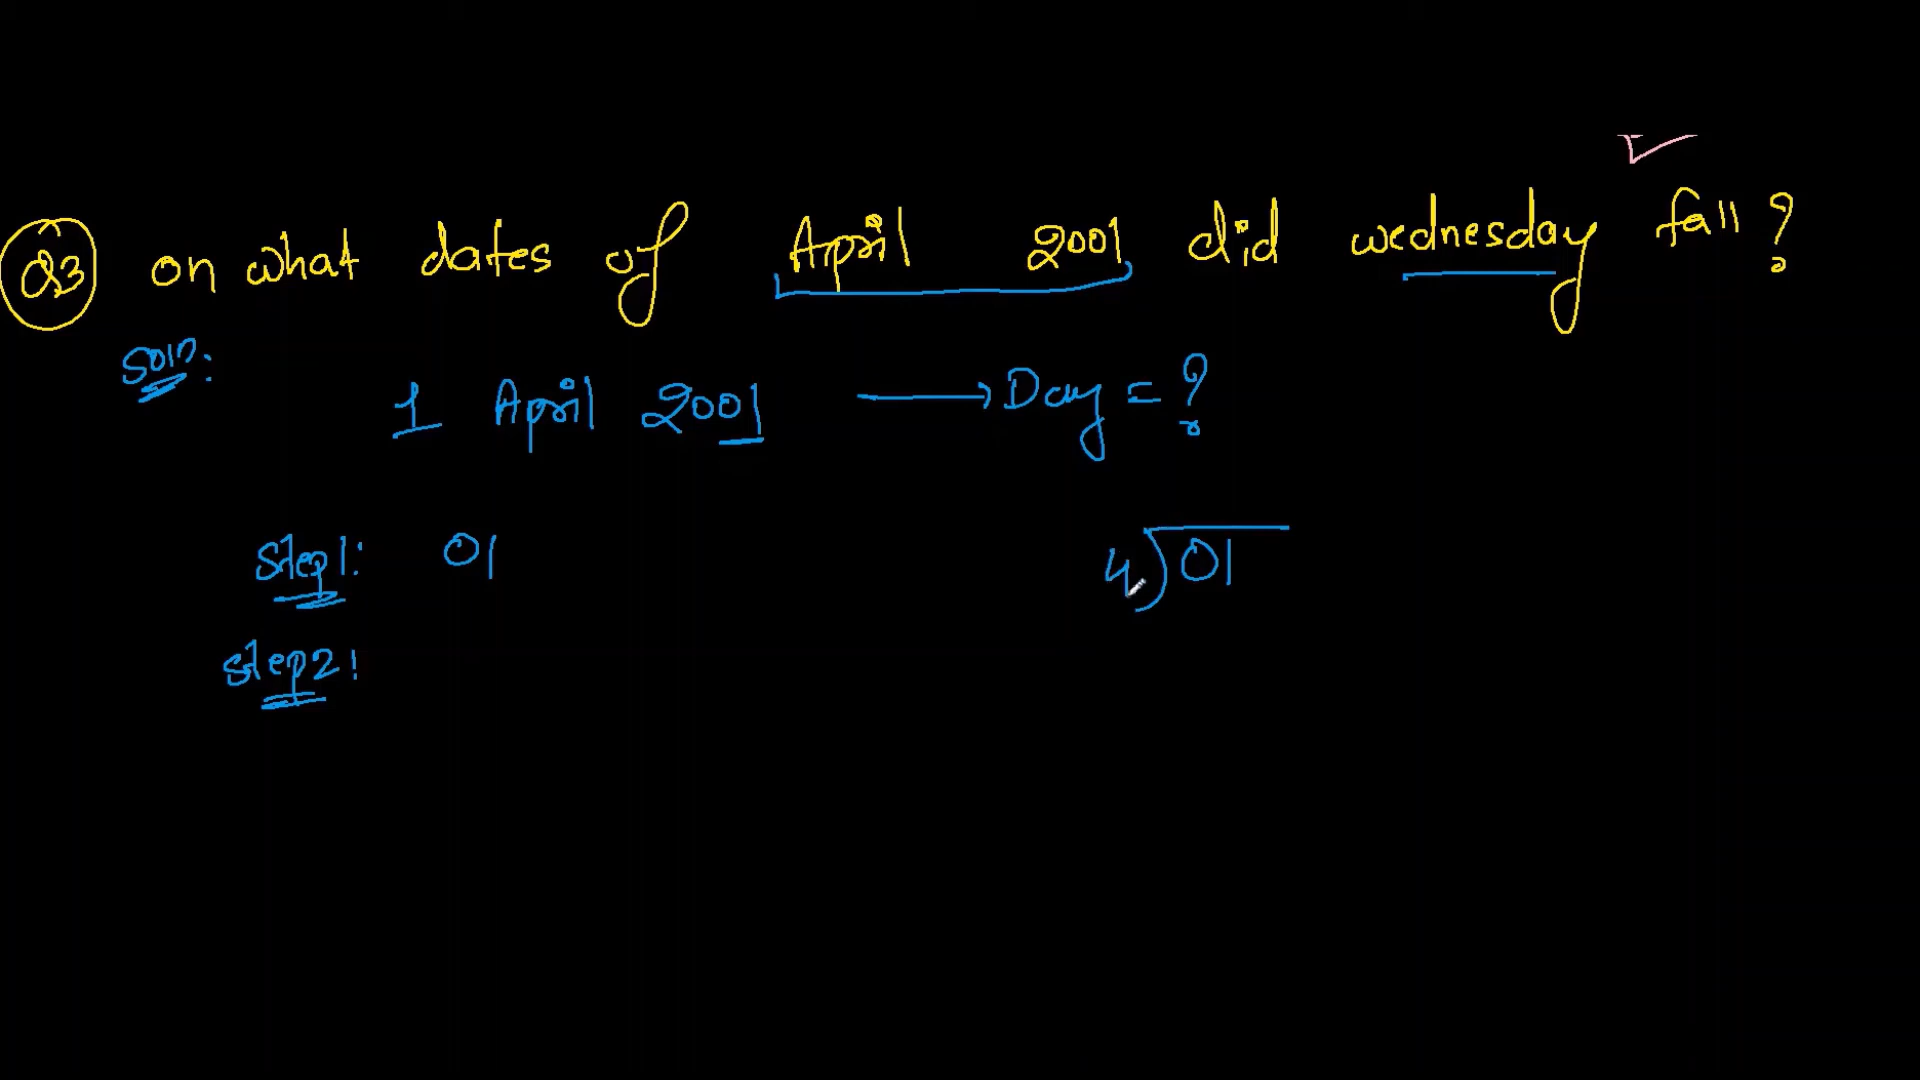 Q3 on what dates of April 2001 did wednesday fall ?
Soln:
1 April 2001 → Day = ?
Step1: 01 4)01
Step2: